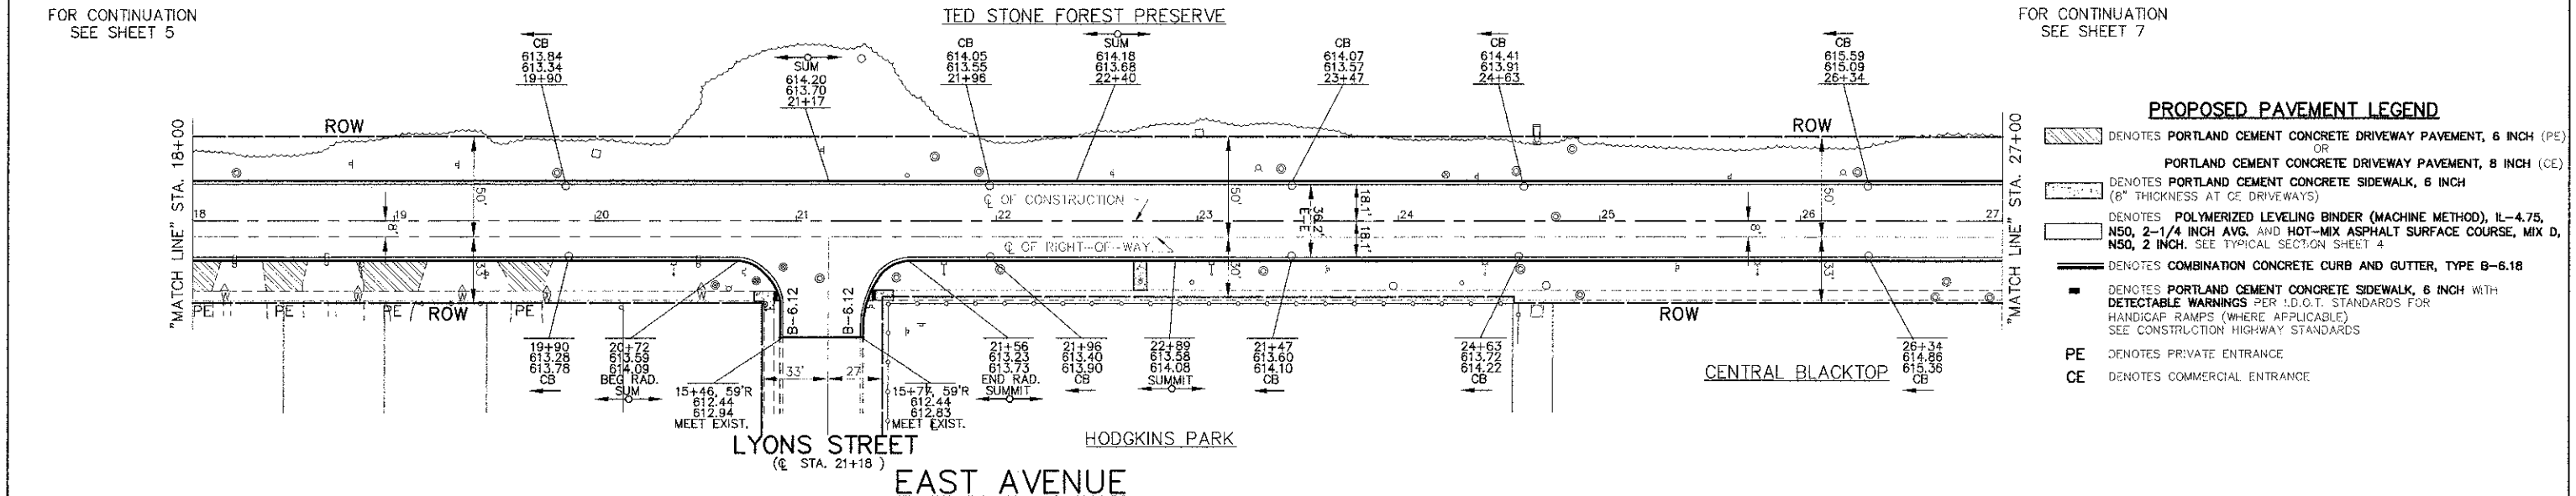 FOR CONTINUATION
SEE SHEET 5
TED STONE FOREST PRESERVE
FOR CONTINUATION
SEE SHEET 7
CB
613.84
613.34
19+90
SUM
614.20
613.70
21+17
CB
614.05
613.55
21+96
SUM
614.18
613.68
22+40
CB
614.07
613.57
23+47
CB
614.41
613.91
24+63
CB
615.59
615.09
26+34
"MATCH LINE" STA. 18+00
ROW
ROW
"MATCH LINE" STA. 27+00
50'
50'
50'
℄ OF CONSTRUCTION
36.2'
E-E
18.1'
18.1'
18
19
20
21
22
23
24
25
26
27
8'
8'
℄ OF RIGHT-OF-WAY
33'
30'
33'
PE
PE
PE
PE
ROW
ROW
B-6.12
B-6.12
19+90
613.28
613.78
CB
20+72
613.59
614.09
BEG RAD.
SUM
15+46, 59'R
612.44
612.94
MEET EXIST.
33'
27'
15+77, 59'R
612.44
612.83
MEET EXIST.
21+56
613.23
613.73
END RAD.
SUMMIT
21+96
613.40
613.90
CB
22+89
613.58
614.08
SUMMIT
21+47
613.60
614.10
CB
24+63
613.72
614.22
CB
26+34
614.86
615.36
CB
CENTRAL BLACKTOP
HODGKINS PARK
LYONS STREET
(℄ STA. 21+18 )
EAST AVENUE
PROPOSED PAVEMENT LEGEND
DENOTES PORTLAND CEMENT CONCRETE DRIVEWAY PAVEMENT, 6 INCH (PE)
OR
PORTLAND CEMENT CONCRETE DRIVEWAY PAVEMENT, 8 INCH (CE)
DENOTES PORTLAND CEMENT CONCRETE SIDEWALK, 6 INCH
(8" THICKNESS AT CE DRIVEWAYS)
DENOTES POLYMERIZED LEVELING BINDER (MACHINE METHOD), IL-4.75,
N50, 2-1/4 INCH AVG. AND HOT-MIX ASPHALT SURFACE COURSE, MIX D,
N50, 2 INCH. SEE TYPICAL SECTION SHEET 4
DENOTES COMBINATION CONCRETE CURB AND GUTTER, TYPE B-6.18
DENOTES PORTLAND CEMENT CONCRETE SIDEWALK, 6 INCH WITH
DETECTABLE WARNINGS PER I.D.O.T. STANDARDS FOR
HANDICAP RAMPS (WHERE APPLICABLE)
SEE CONSTRUCTION HIGHWAY STANDARDS
PE DENOTES PRIVATE ENTRANCE
CE DENOTES COMMERCIAL ENTRANCE